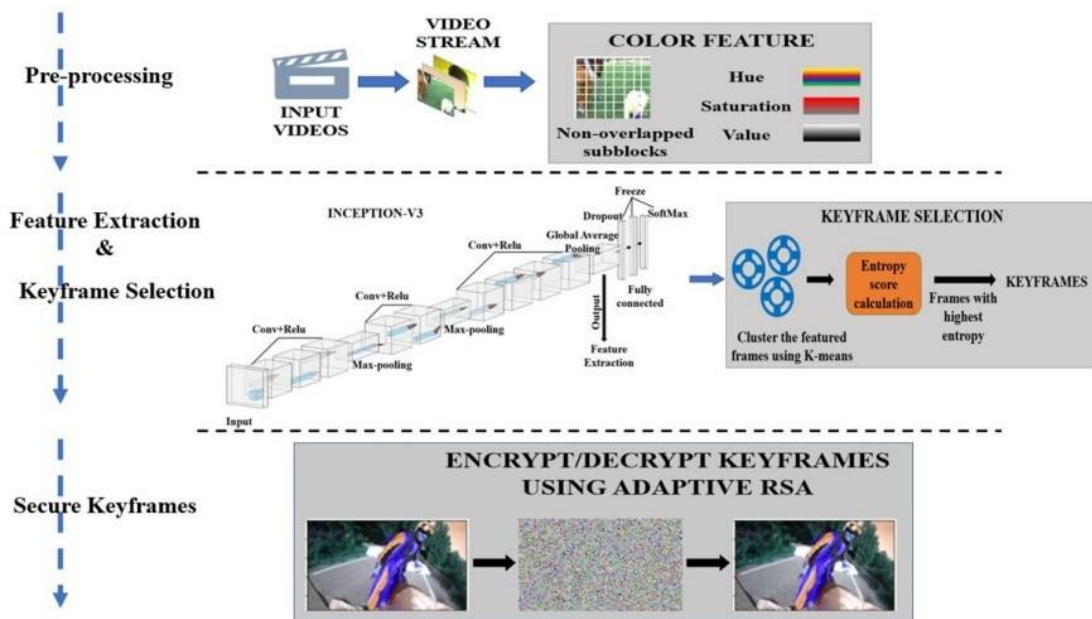 Pre-processing
INPUT
VIDEOS
VIDEO
STREAM
COLOR FEATURE
Non-overlapped
subblocks
Hue
Saturation
Value
Feature Extraction
&
Keyframe Selection
INCEPTION-V3
Input
Conv+Relu
Max-pooling
Conv+Relu
Max-pooling
Conv+Relu
Global Average
Pooling
Dropout
Freeze
SoftMax
Fully
connected
Output
Feature
Extraction
KEYFRAME SELECTION
Cluster the featured
frames using K-means
Entropy
score
calculation
Frames with
highest
entropy
KEYFRAMES
Secure Keyframes
ENCRYPT/DECRYPT KEYFRAMES
USING ADAPTIVE RSA